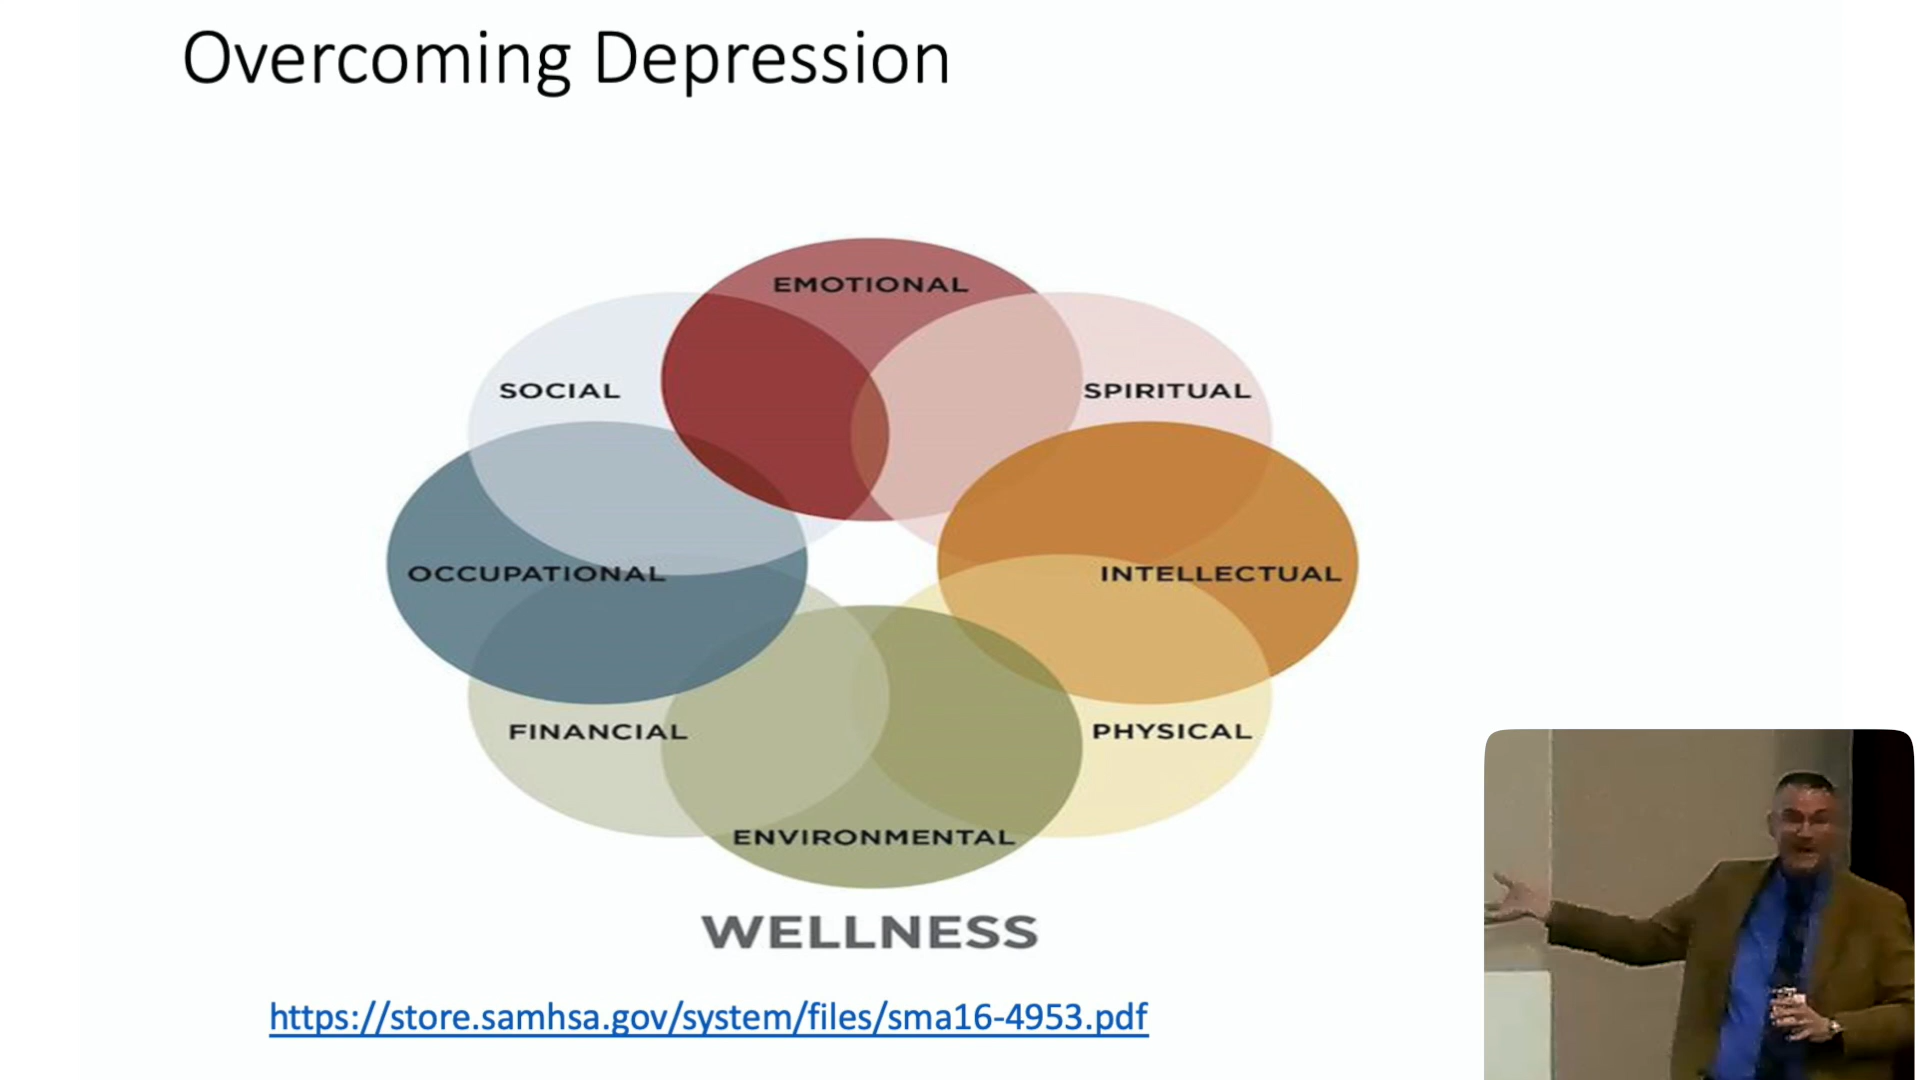 Overcoming Depression
EMOTIONAL
SOCIAL
SPIRITUAL
OCCUPATIONAL
INTELLECTUAL
FINANCIAL
PHYSICAL
ENVIRONMENTAL
WELLNESS
https://store.samhsa.gov/system/files/sma16-4953.pdf